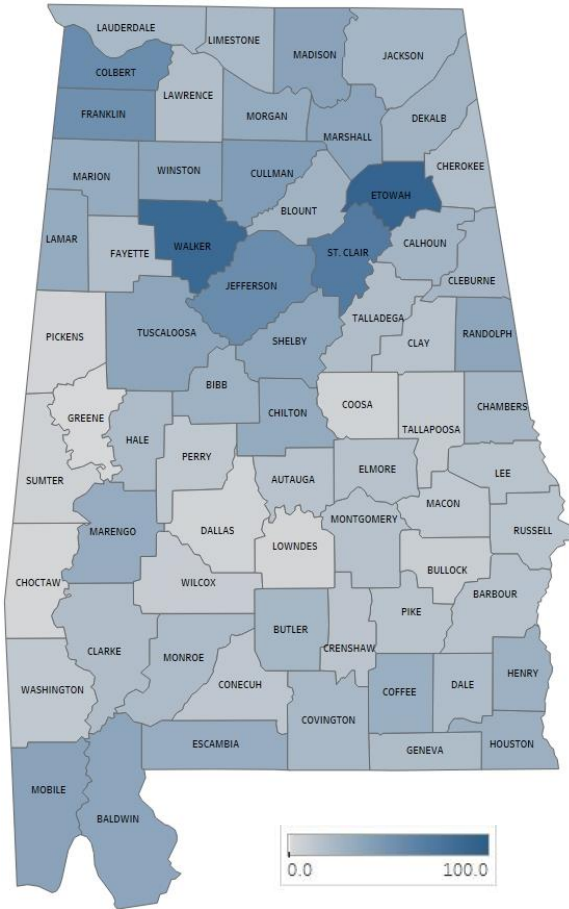 LAUDERDALE
LIMESTONE
MADISON
JACKSON
COLBERT
LAWRENCE
FRANKLIN
MORGAN
MARSHALL
DEKALB
CHEROKEE
MARION
WINSTON
CULLMAN
ETOWAH
BLOUNT
LAMAR
FAYETTE
WALKER
ST. CLAIR
CALHOUN
CLEBURNE
JEFFERSON
PICKENS
TUSCALOOSA
SHELBY
TALLADEGA
CLAY
RANDOLPH
BIBB
GREENE
HALE
CHILTON
COOSA
TALLAPOOSA
CHAMBERS
SUMTER
PERRY
AUTAUGA
ELMORE
LEE
MARENGO
DALLAS
LOWNDES
MONTGOMERY
MACON
RUSSELL
CHOCTAW
WILCOX
BULLOCK
BARBOUR
CLARKE
MONROE
BUTLER
CRENSHAW
PIKE
WASHINGTON
CONECUH
COVINGTON
COFFEE
DALE
HENRY
ESCAMBIA
GENEVA
HOUSTON
MOBILE
BALDWIN
0.0 100.0